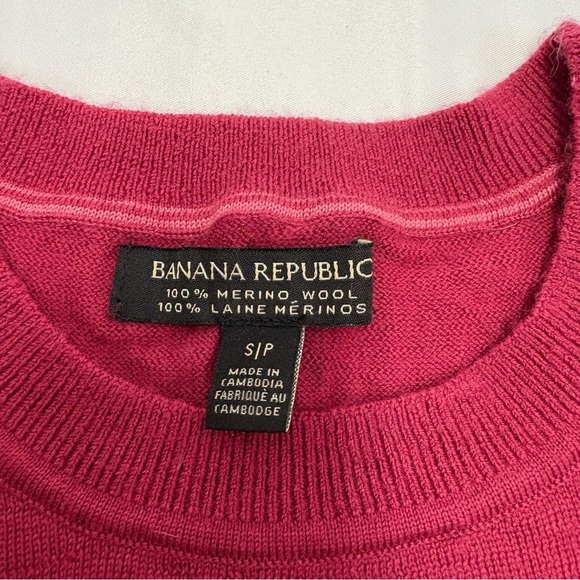 BANANA REPUBLIC
100% MERINO WOOL
100% LAINE MÉRINOS
S/P
MADE IN
CAMBODIA
FABRIQUÉ AU
CAMBODGE